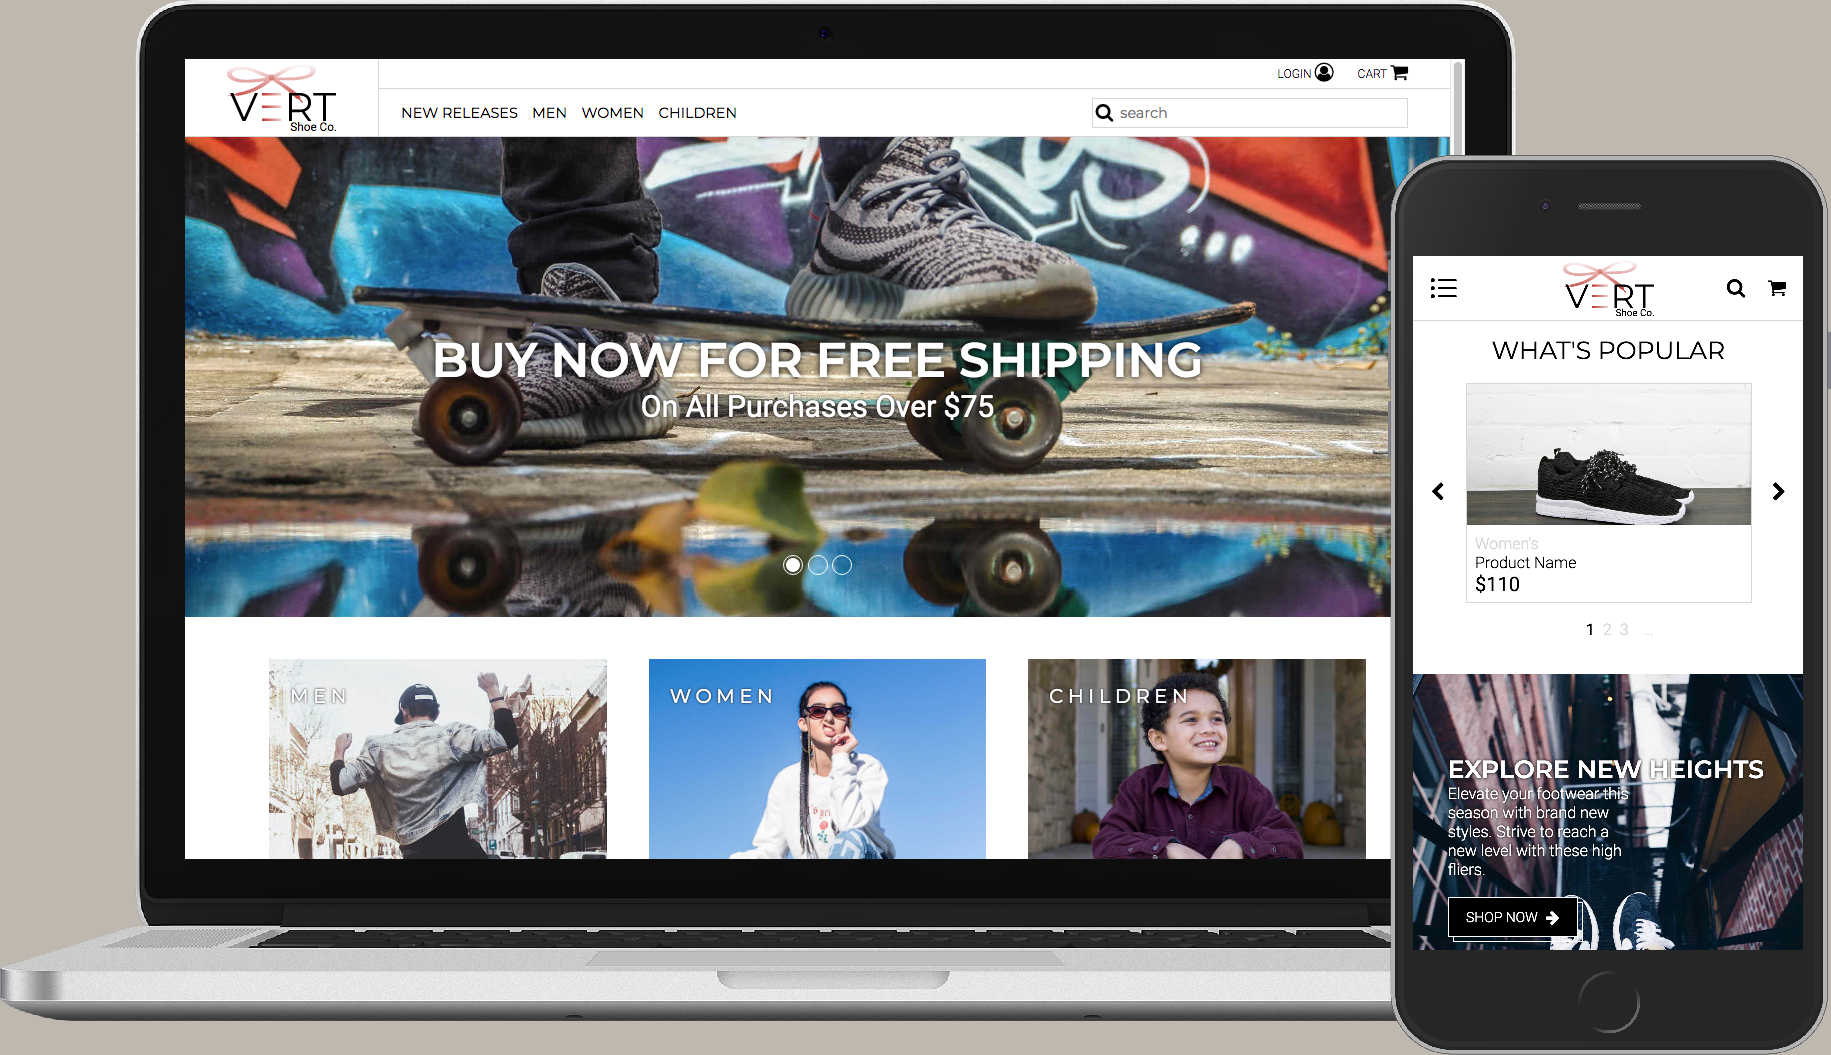 VERT
Shoe Co.
LOGIN
CART
NEW RELEASES MEN WOMEN CHILDREN
search
BUY NOW FOR FREE SHIPPING
On All Purchases Over $75
MEN
WOMEN
CHILDREN
VERT
Shoe Co.
WHAT'S POPULAR
Women's
Product Name
$110
1 2 3 ...
EXPLORE NEW HEIGHTS
Elevate your footwear this
season with brand new
styles. Strive to reach a
new level with these high
fliers.
SHOP NOW